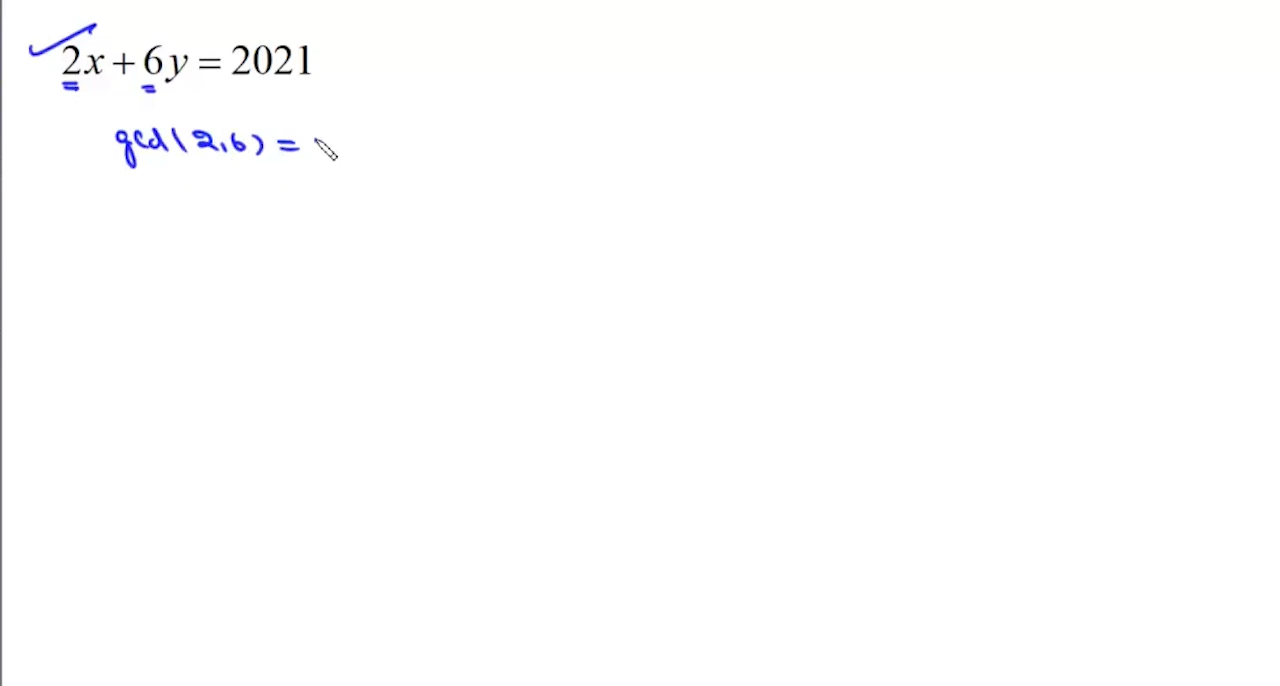 2x + 6y = 2021
gcd(2,6) =